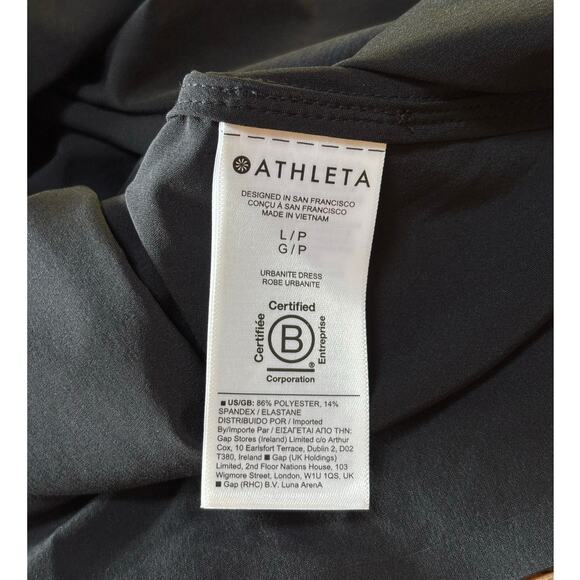 ATHLETA
DESIGNED IN SAN FRANCISCO
CONÇU À SAN FRANCISCO
MADE IN VIETNAM
L / P
G / P
URBANITE DRESS
ROBE URBANITE
Certified
Certifiée
B
Entreprise
®
Corporation
■ US/GB: 86% POLYESTER, 14%
SPANDEX / ELASTANE
DISTRIBUIDO POR / Imported
By/Importe Par / ΕΙΣΑΓΕΤΑΙ ΑΠΟ ΤΗΝ:
Gap Stores (Ireland) Limited c/o Arthur
Cox, 10 Earlsfort Terrace, Dublin 2, D02
T380, Ireland ■ Gap (UK Holdings)
Limited, 2nd Floor Nations House, 103
Wigmore Street, London, W1U 1QS, UK
■ Gap (RHC) B.V. Luna ArenA